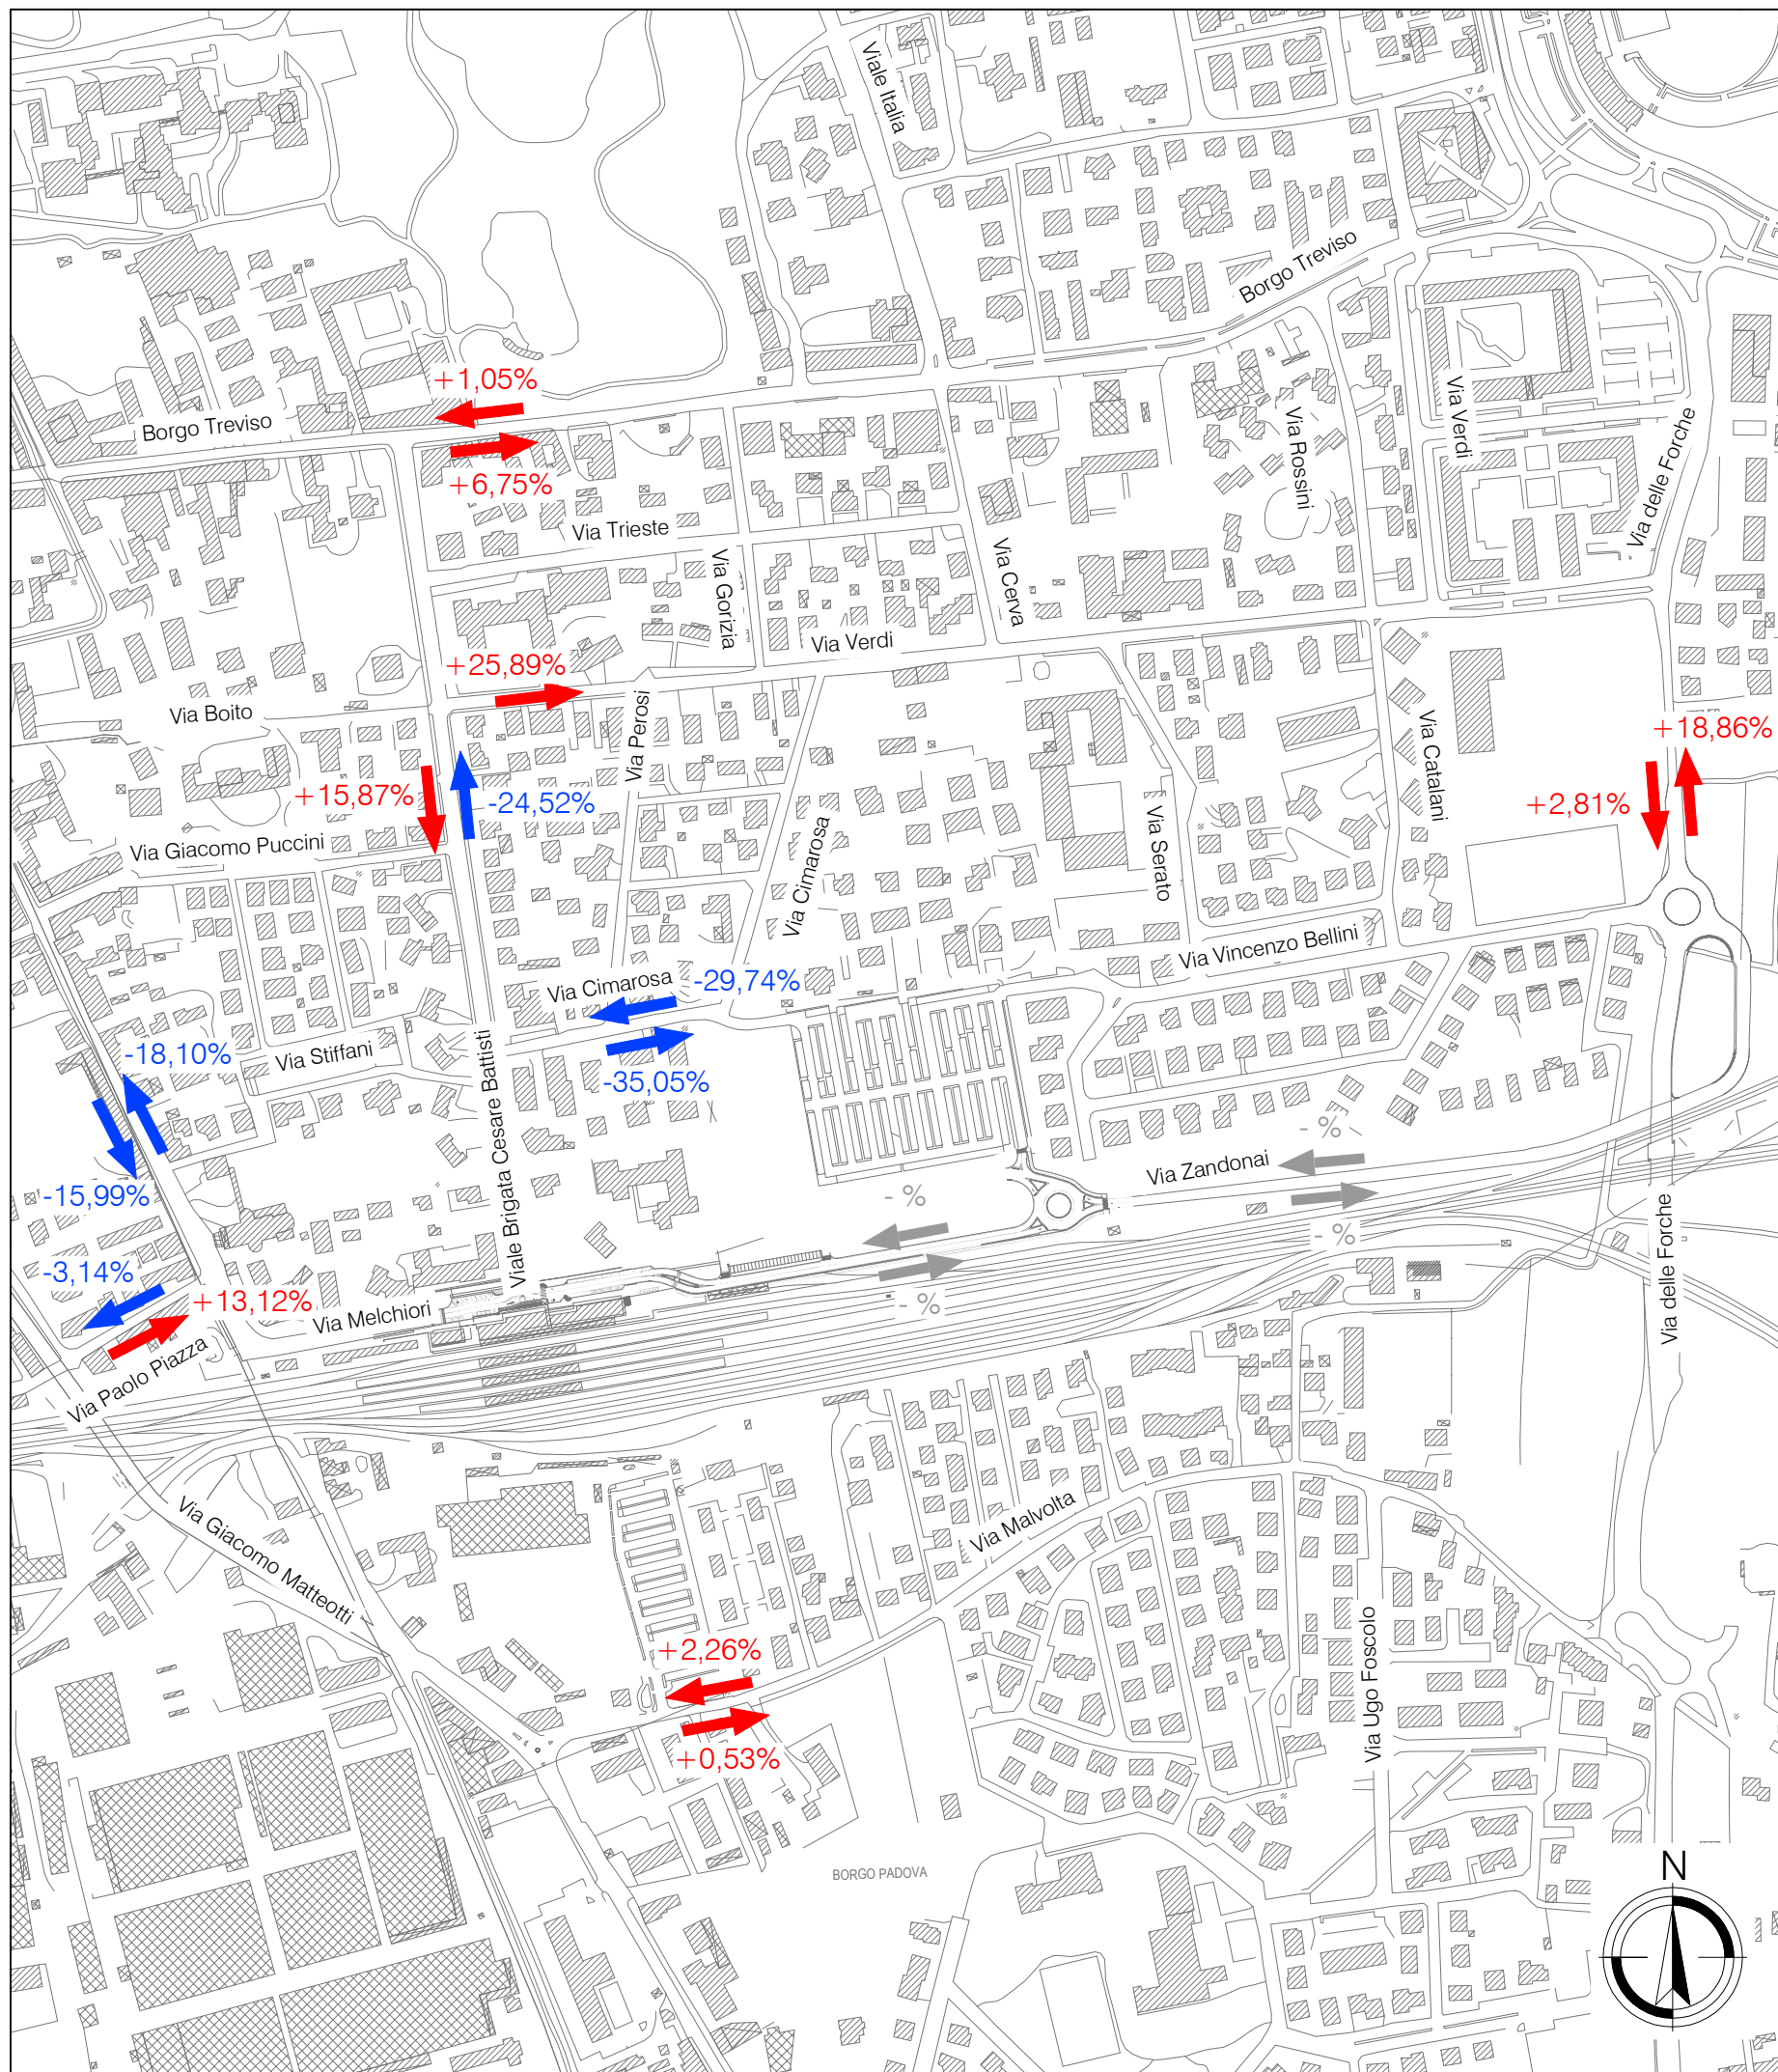 Viale Italia
Borgo Treviso
+1,05%
Borgo Treviso
+6,75%
Via Rossini
Via Verdi
Via delle Forche
Via Trieste
Via Gorizia
Via Cerva
Via Verdi
+25,89%
Via Boito
Via Perosi
Via Catalani
+18,86%
+15,87%
-24,52%
+2,81%
Via Giacomo Puccini
Via Cimarosa
Via Serato
Via Vincenzo Bellini
Via Cimarosa
-29,74%
-18,10%
Via Stiffani
-35,05%
Viale Brigata Cesare Battisti
- %
Via Zandonai
-15,99%
- %
- %
Via delle Forche
-3,14%
+13,12%
Via Melchiori
- %
Via Paolo Piazza
Via Giacomo Matteotti
Via Malvolta
Via Ugo Foscolo
+2,26%
+0,53%
BORGO PADOVA
N